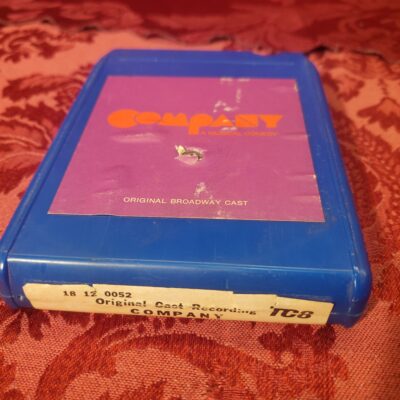 COMPANY
A MUSICAL COMEDY
ORIGINAL BROADWAY CAST
18 12 0052
Original Cast Recording
COMPANY
TC8